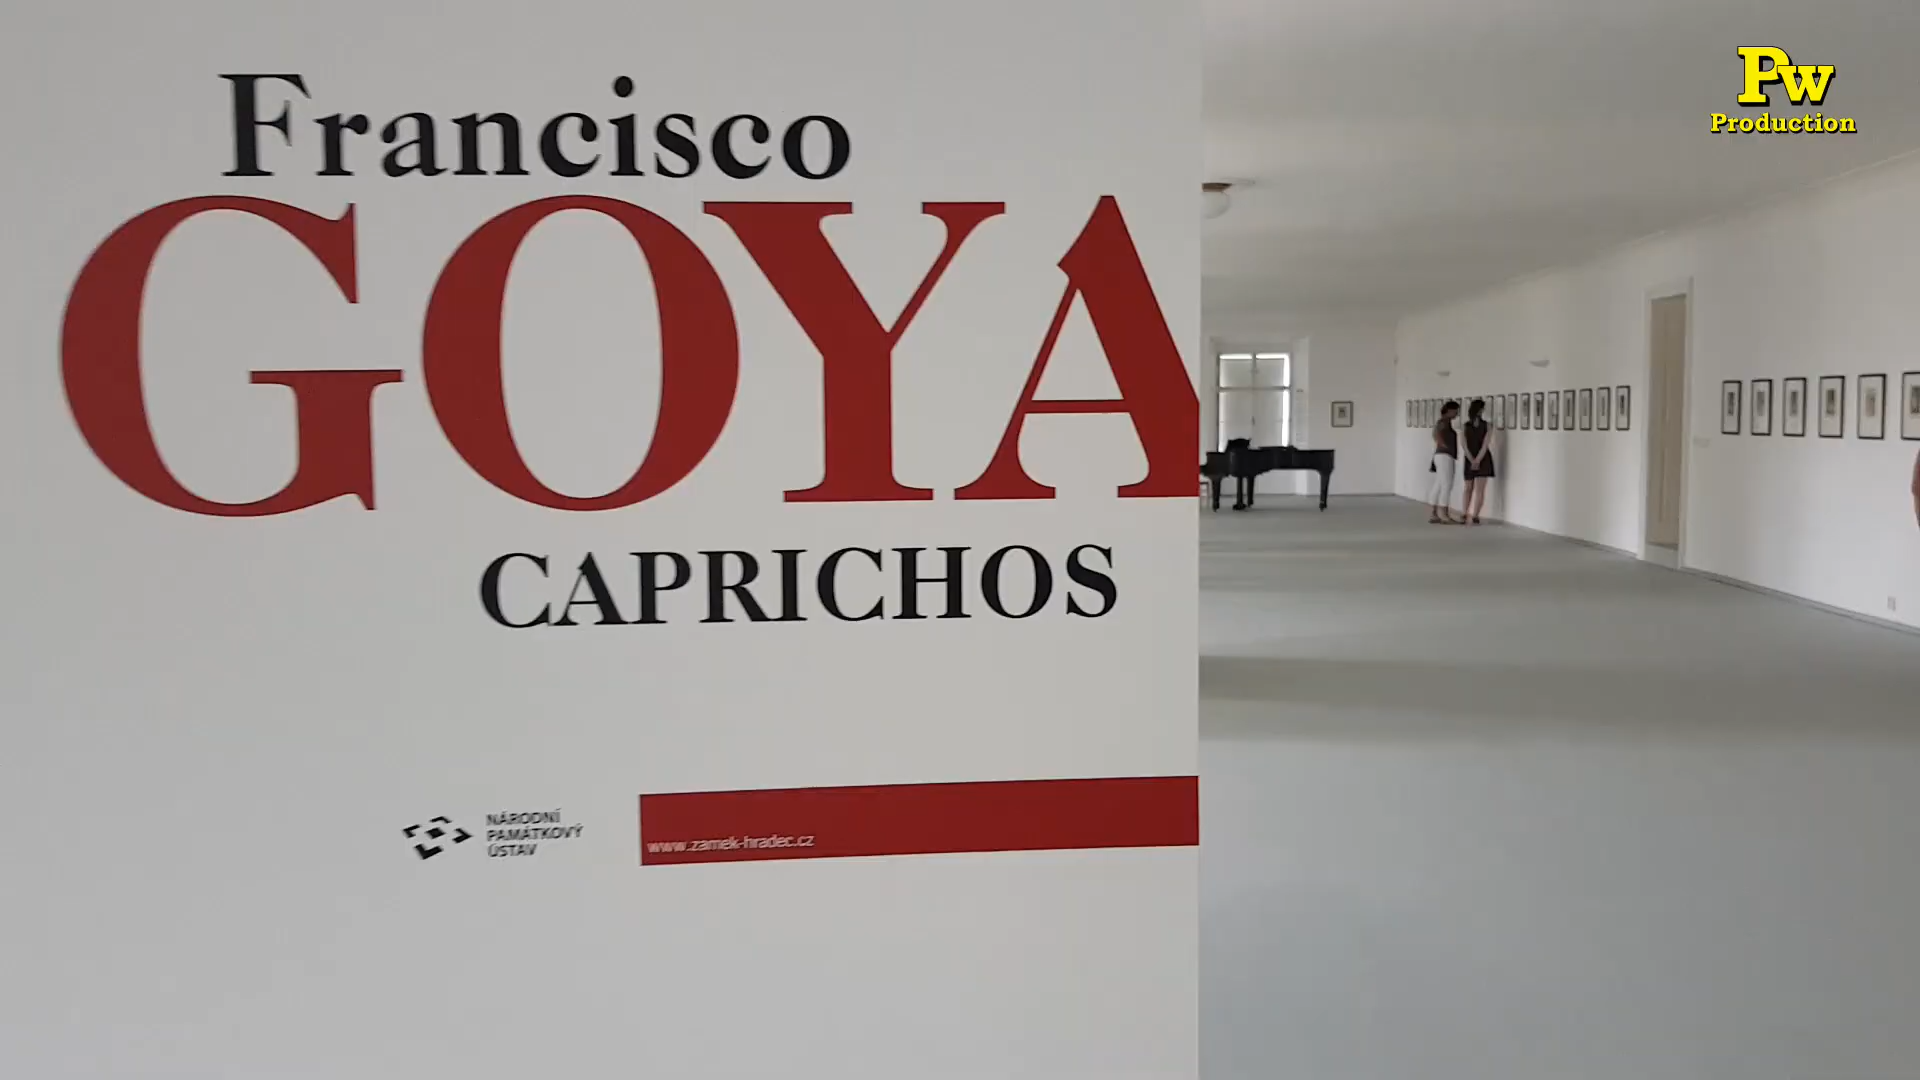 Francisco
GOYA
CAPRICHOS
NÁRODNÍ
PAMÁTKOVÝ
ÚSTAV
www.zamek-hradec.cz
Pw
Production